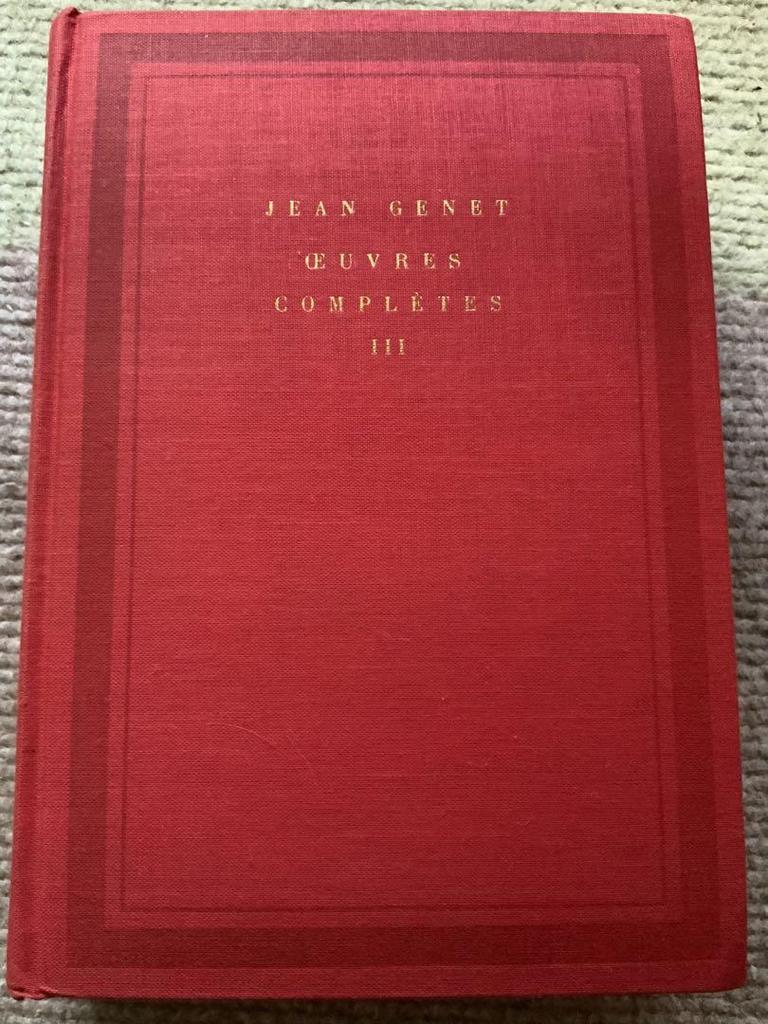 JEAN GENET
ŒUVRES
COMPLÈTES
III